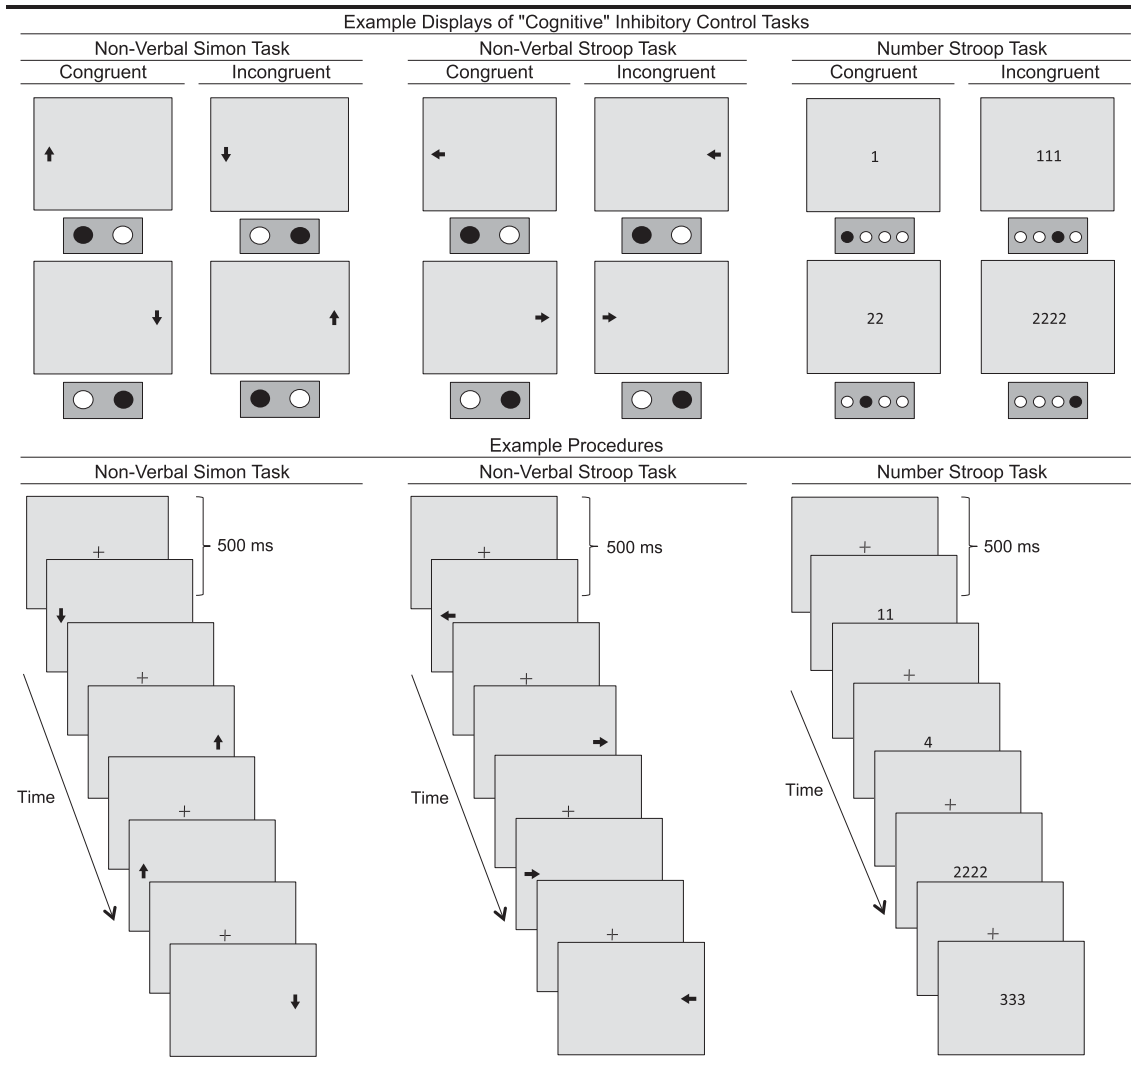 Example Displays of "Cognitive" Inhibitory Control Tasks
Non-Verbal Simon Task
Non-Verbal Stroop Task
Number Stroop Task
Congruent
Incongruent
Congruent
Incongruent
Congruent
Incongruent
1
111
22
2222
Example Procedures
Non-Verbal Simon Task
Non-Verbal Stroop Task
Number Stroop Task
500 ms
Time
500 ms
Time
500 ms
11
4
Time
2222
333